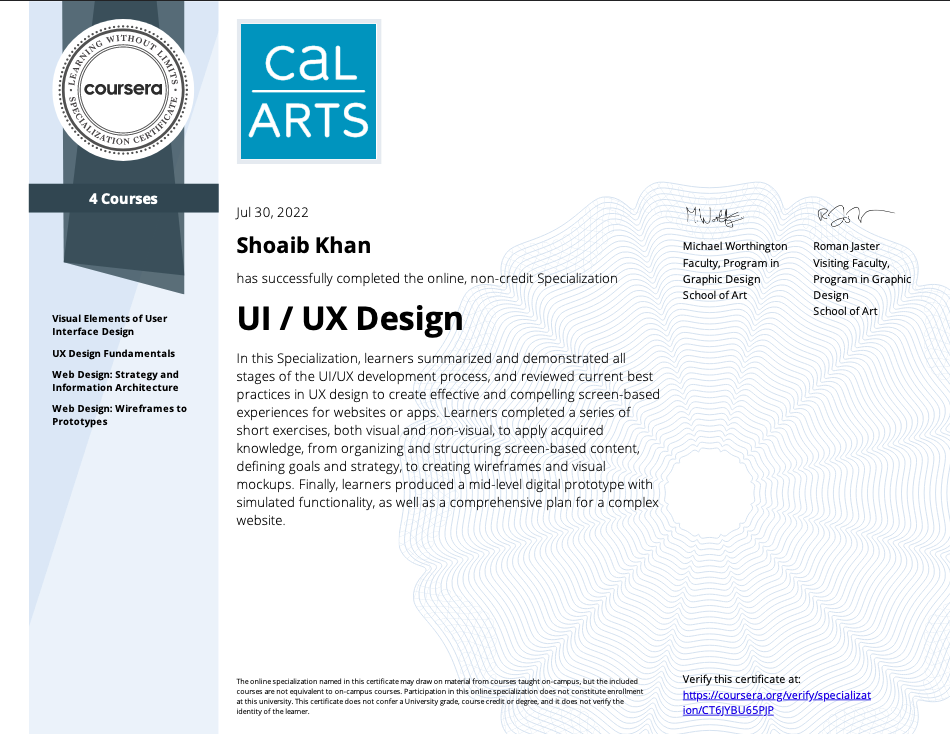 LEARNING WITHOUT LIMITS
coursera
SPECIALIZATION CERTIFICATE
4 Courses
Visual Elements of User
Interface Design
UX Design Fundamentals
Web Design: Strategy and
Information Architecture
Web Design: Wireframes to
Prototypes
CAL
ARTS
Jul 30, 2022
Shoaib Khan
has successfully completed the online, non-credit Specialization
UI / UX Design
In this Specialization, learners summarized and demonstrated all
stages of the UI/UX development process, and reviewed current best
practices in UX design to create effective and compelling screen-based
experiences for websites or apps. Learners completed a series of
short exercises, both visual and non-visual, to apply acquired
knowledge, from organizing and structuring screen-based content,
defining goals and strategy, to creating wireframes and visual
mockups. Finally, learners produced a mid-level digital prototype with
simulated functionality, as well as a comprehensive plan for a complex
website.
Michael Worthington
Faculty, Program in
Graphic Design
School of Art
Roman Jaster
Visiting Faculty,
Program in Graphic
Design
School of Art
The online specialization named in this certificate may draw on material from courses taught on-campus, but the included
courses are not equivalent to on-campus courses. Participation in this online specialization does not constitute enrollment
at this university. This certificate does not confer a University grade, course credit or degree, and it does not verify the
identity of the learner.
Verify this certificate at:
https://coursera.org/verify/specializat
ion/CT6JYBU65PJP